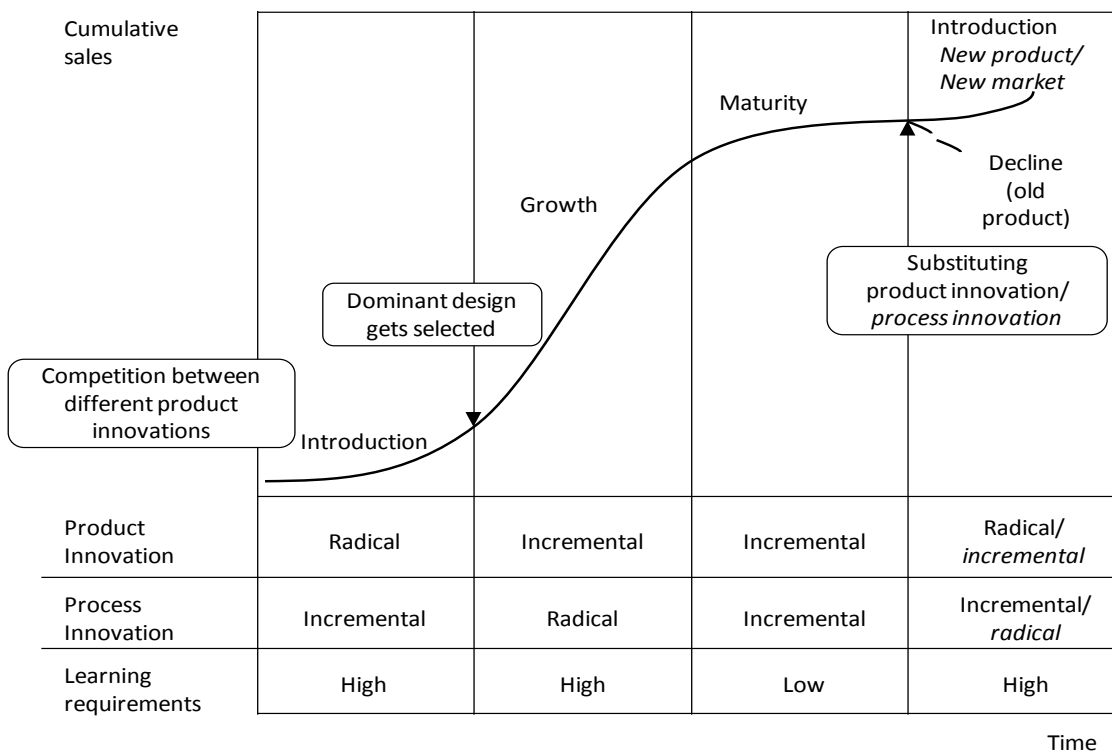 Cumulative
sales
Introduction
New product/
New market
Maturity
Decline
(old
product)
Growth
Substituting
product innovation/
process innovation
Dominant design
gets selected
Competition between
different product
innovations
Introduction
Product
Innovation
Radical
Incremental
Incremental
Radical/
incremental
Process
Innovation
Incremental
Radical
Incremental
Incremental/
radical
Learning
requirements
High
High
Low
High
Time